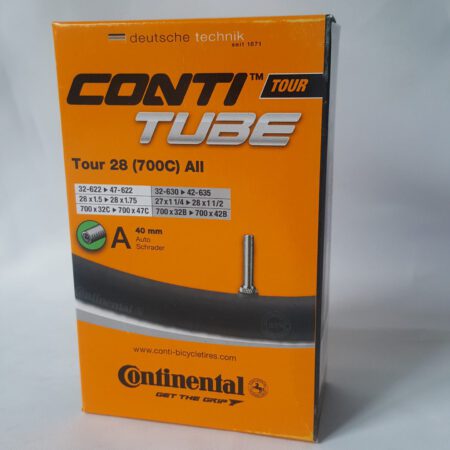 deutsche technik
seit 1871
CONTI™ TOUR
TUBE
Tour 28 (700C) All
32-622 ▸ 47-622 32-630 ▸ 42-635
28 x 1.5 ▸ 28 x 1.75 27 x 1 1/4 ▸ 28 x 1 1/2
700 x 32C ▸ 700 x 47C 700 x 32B ▸ 700 x 42B
A 40 mm
Auto
Schrader
Continental
www.conti-bicycletires.com
Continental
GET THE GRIP